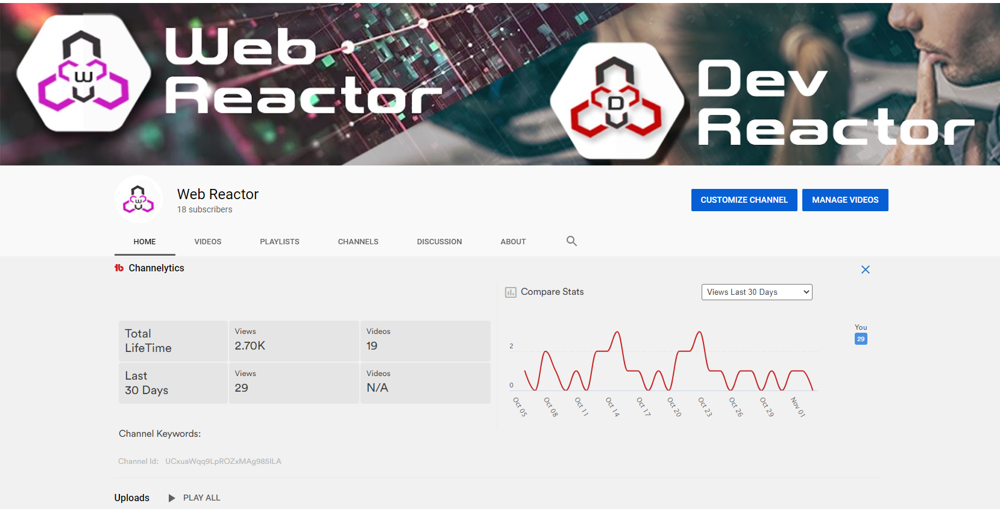 Web
Reactor
W
Dev
Reactor
D
W
Web Reactor
18 subscribers
CUSTOMIZE CHANNEL
MANAGE VIDEOS
HOME
VIDEOS
PLAYLISTS
CHANNELS
DISCUSSION
ABOUT
tb Channelytics
Compare Stats
Views Last 30 Days
Total
LifeTime
Views
2.70K
Videos
19
Last
30 Days
Views
29
Videos
N/A
You
29
2
0
Oct 05
Oct 08
Oct 11
Oct 14
Oct 17
Oct 20
Oct 23
Oct 26
Oct 29
Nov 01
Channel Keywords:
Channel Id: UCxuaWqq9LpROZxMAg985ILA
Uploads
PLAY ALL